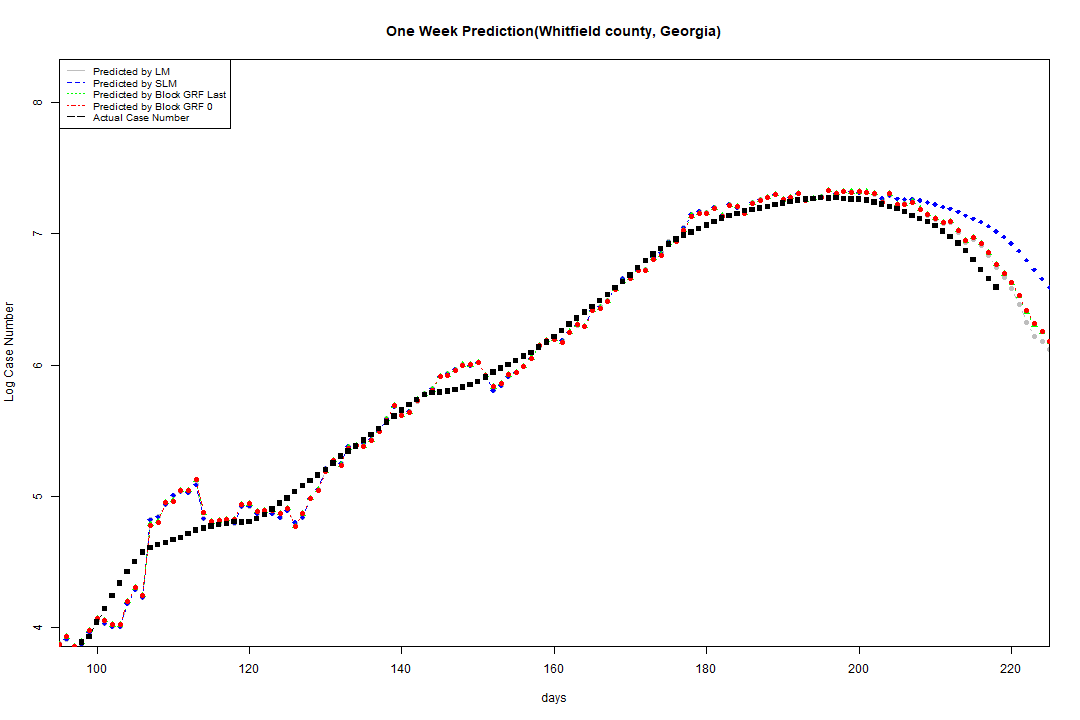 One Week Prediction(Whitfield county, Georgia)
Predicted by LM
Predicted by SLM
Predicted by Block GRF Last
Predicted by Block GRF 0
Actual Case Number
8
7
6
5
4
Log Case Number
100 120 140 160 180 200 220
days